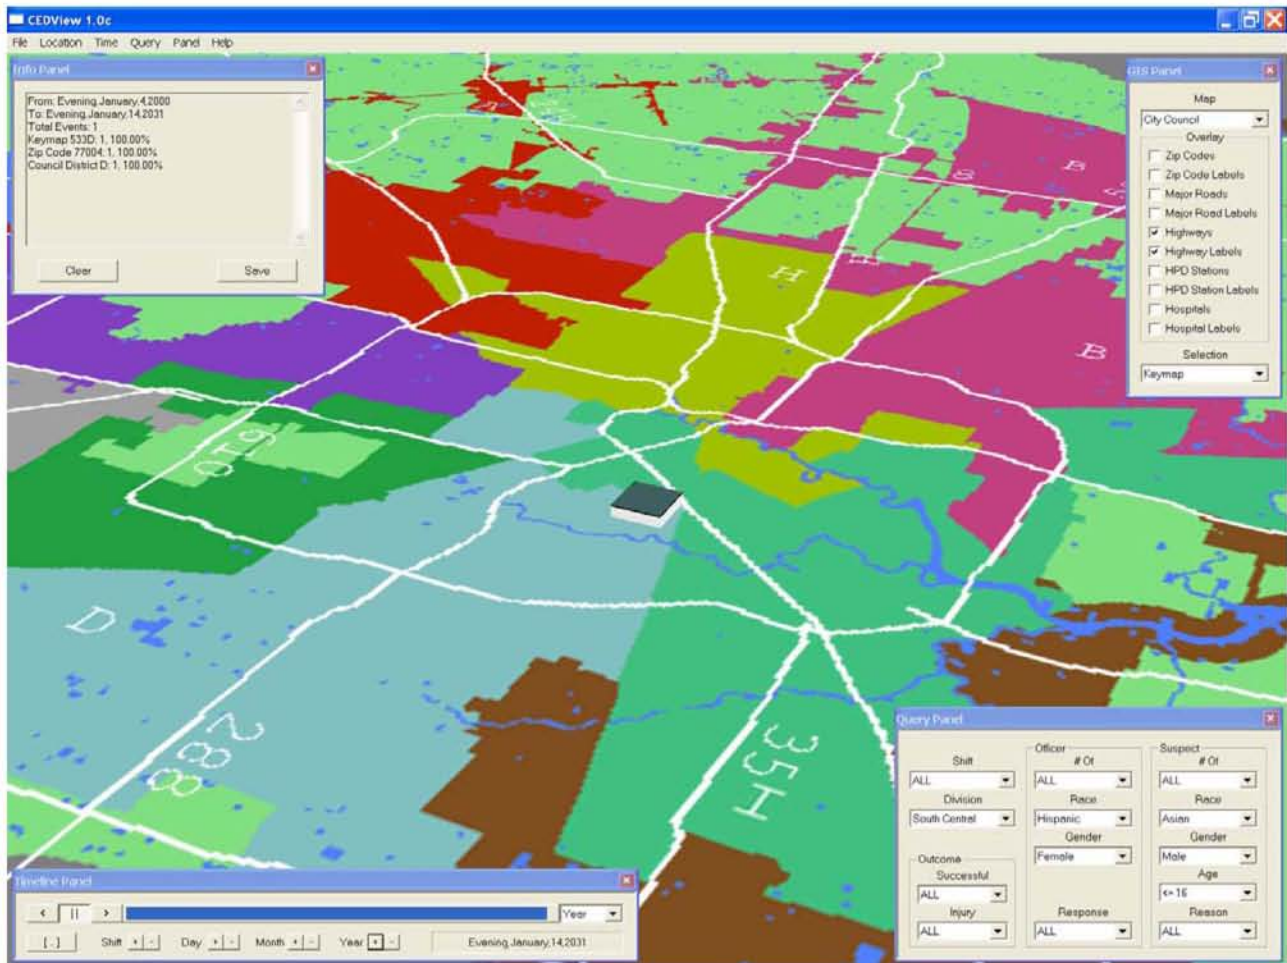 CEDView 1.0c
File Location Time Query Panel Help
Info Panel
From: Evening,January,4,2000
To: Evening,January,14,2031
Total Events: 1
Keymap 533D: 1, 100.00%
Zip Code 77004: 1, 100.00%
Council District D: 1, 100.00%
Clear Save
GIS Panel
Map
City Council
Overlay
Zip Codes
Zip Code Labels
Major Roads
Major Road Labels
Highways
Highway Labels
HPD Stations
HPD Station Labels
Hospitals
Hospital Labels
Selection
Keymap
B
H
B
610
D
288
35H
Query Panel
Shift
ALL
Division
South Central
Outcome
Successful
ALL
Injury
ALL
Officer
# Of
ALL
Race
Hispanic
Gender
Female
Response
ALL
Suspect
# Of
ALL
Race
Asian
Gender
Male
Age
<= 16
Reason
ALL
Timeline Panel
< || > Year
[..] Shift + - Day + - Month + - Year + - Evening,January,14,2031